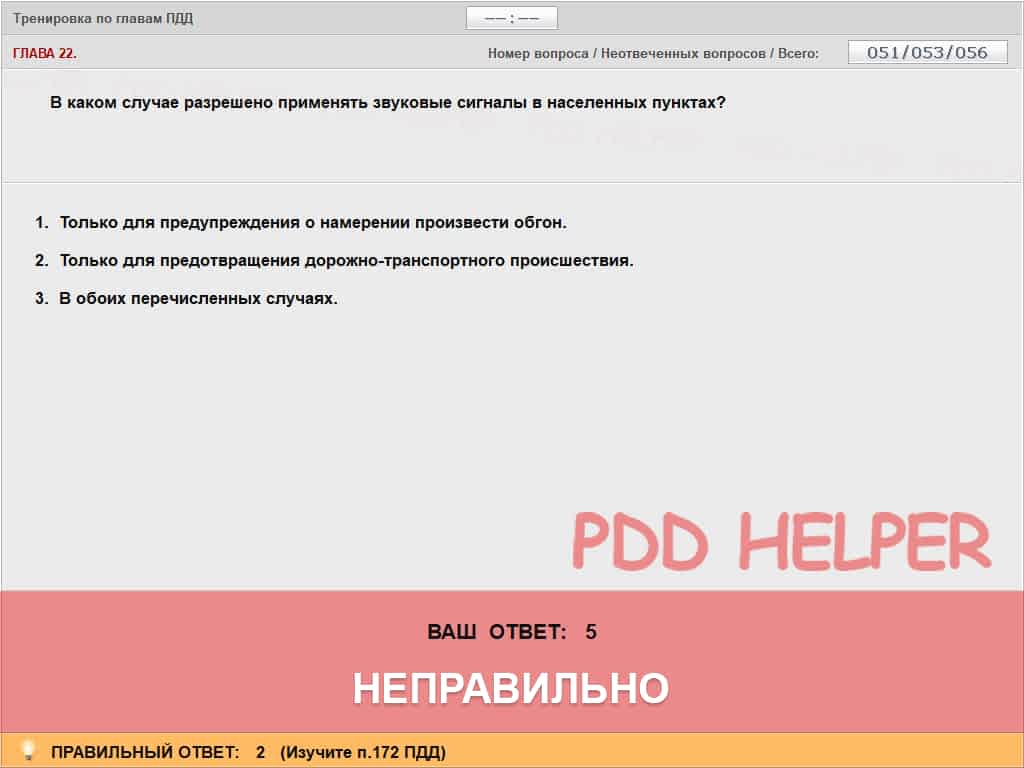 Тренировка по главам ПДД
—— : ——
ГЛАВА 22.
Номер вопроса / Неотвеченных вопросов / Всего: 051/053/056
В каком случае разрешено применять звуковые сигналы в населенных пунктах?
1. Только для предупреждения о намерении произвести обгон.
2. Только для предотвращения дорожно-транспортного происшествия.
3. В обоих перечисленных случаях.
PDD HELPER
ВАШ ОТВЕТ: 5
НЕПРАВИЛЬНО
ПРАВИЛЬНЫЙ ОТВЕТ: 2 (Изучите п.172 ПДД)